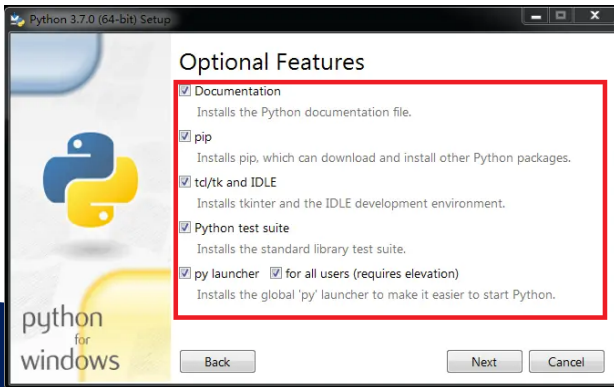 Python 3.7.0 (64-bit) Setup
Optional Features
Documentation
Installs the Python documentation file.
pip
Installs pip, which can download and install other Python packages.
tcl/tk and IDLE
Installs tkinter and the IDLE development environment.
Python test suite
Installs the standard library test suite.
py launcher for all users (requires elevation)
Installs the global 'py' launcher to make it easier to start Python.
python
for
windows
Back Next Cancel